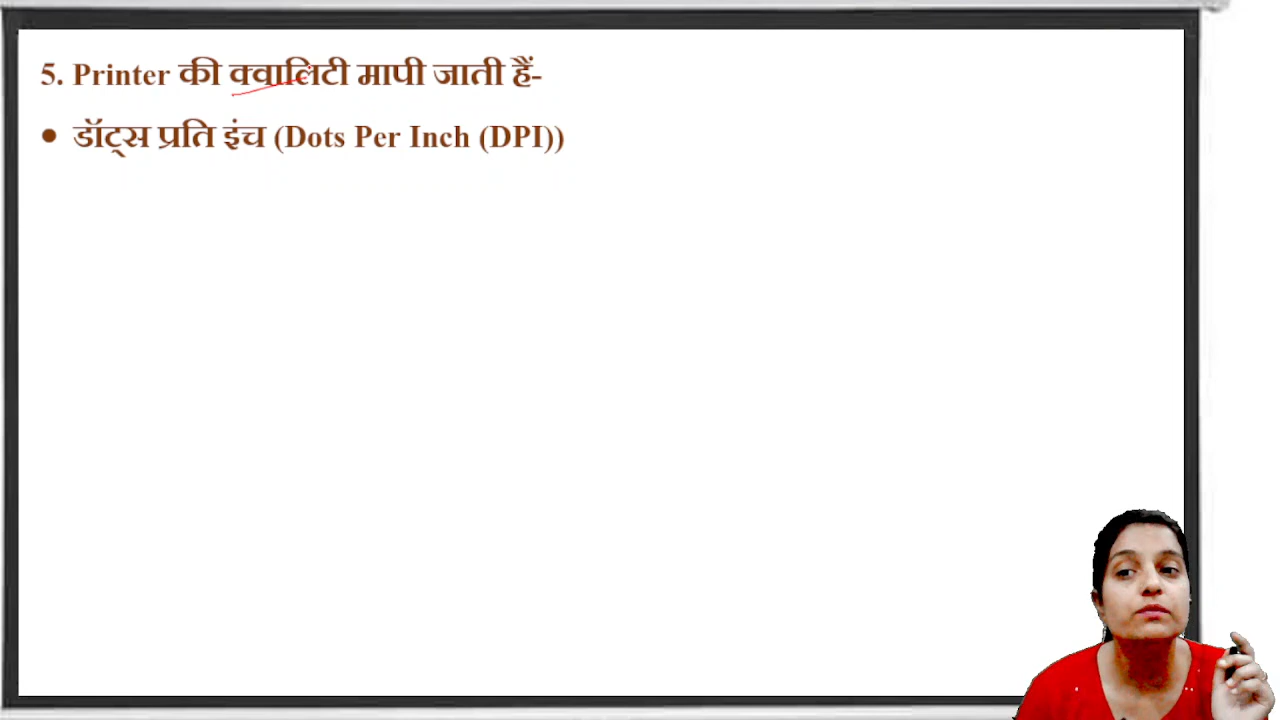 5. Printer की क्वालिटी मापी जाती हैं-
• डॉट्स प्रति इंच (Dots Per Inch (DPI))